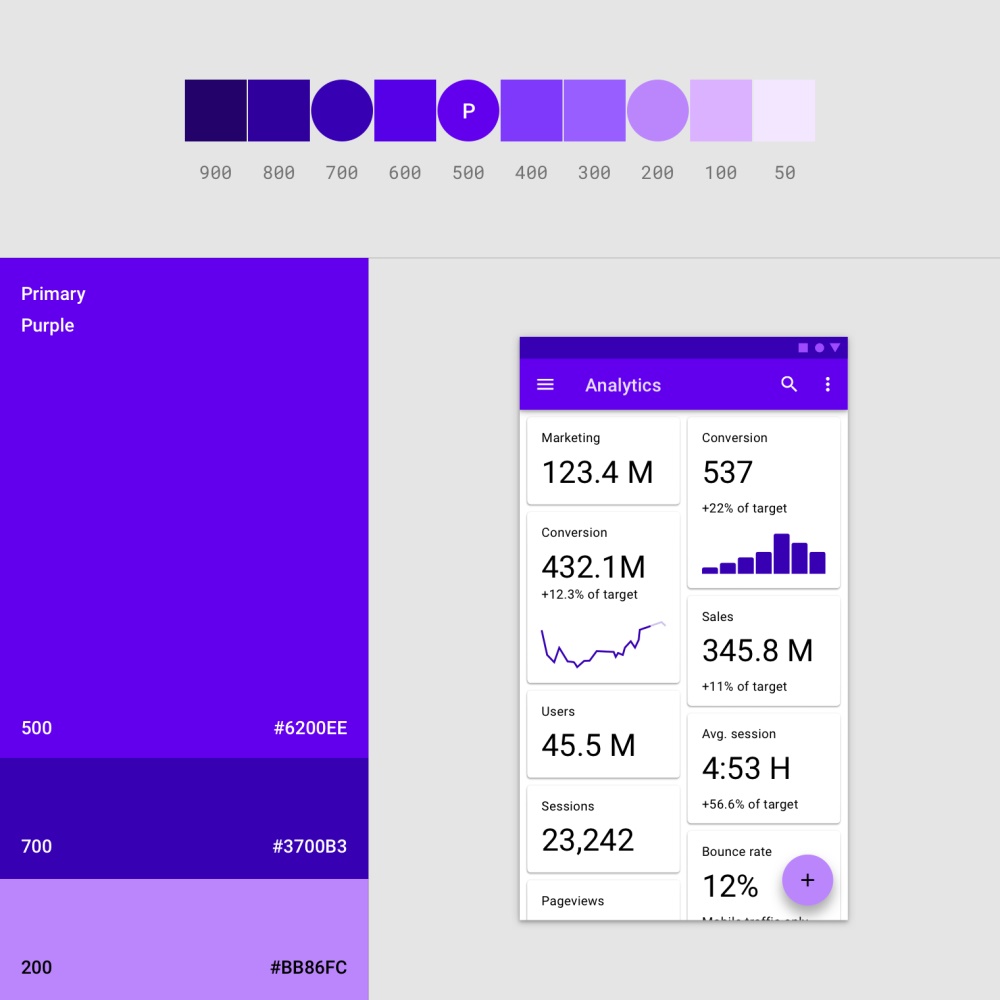 P
900 800 700 600 500 400 300 200 100 50
Primary
Purple
500 #6200EE
700 #3700B3
200 #BB86FC
Analytics
Marketing
123.4 M
Conversion
432.1M
+12.3% of target
Users
45.5 M
Sessions
23,242
Pageviews
Conversion
537
+22% of target
Sales
345.8 M
+11% of target
Avg. session
4:53 H
+56.6% of target
Bounce rate
12%
+
Mobile traffic only